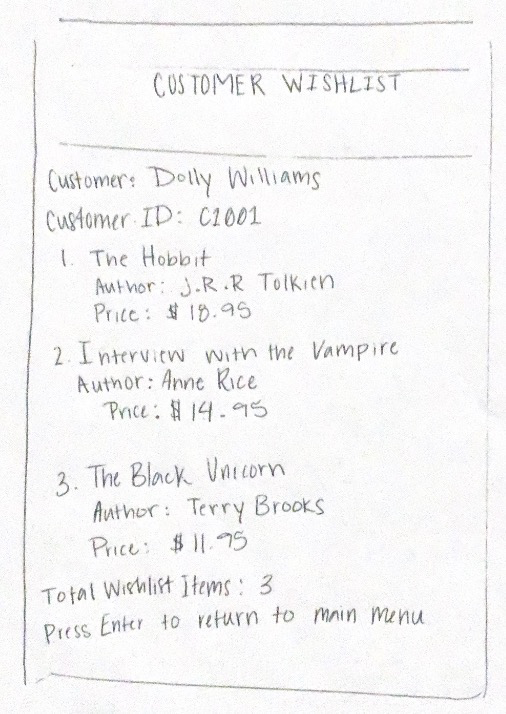 CUSTOMER WISHLIST
Customer: Dolly Williams
Customer ID: C1001
1. The Hobbit
Author: J.R.R Tolkien
Price: $ 18.95
2. Interview with the Vampire
Author: Anne Rice
Price: $ 14.95
3. The Black Unicorn
Author: Terry Brooks
Price: $ 11.95
Total Wishlist Items: 3
Press Enter to return to main menu